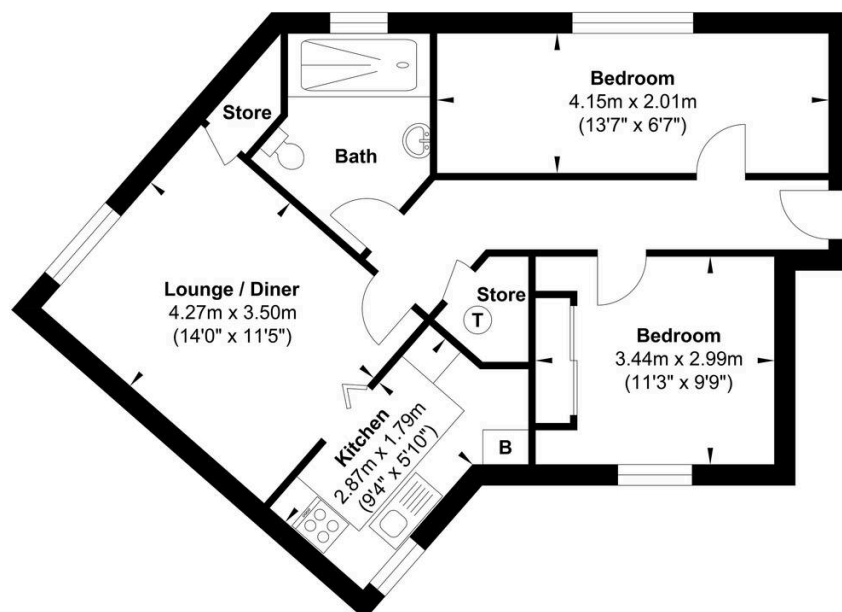 Store
Bath
Bedroom
4.15m x 2.01m
(13'7" x 6'7")
Lounge / Diner
4.27m x 3.50m
(14'0" x 11'5")
Store
T
Bedroom
3.44m x 2.99m
(11'3" x 9'9")
Kitchen
2.87m x 1.79m
(9'4" x 5'10")
B